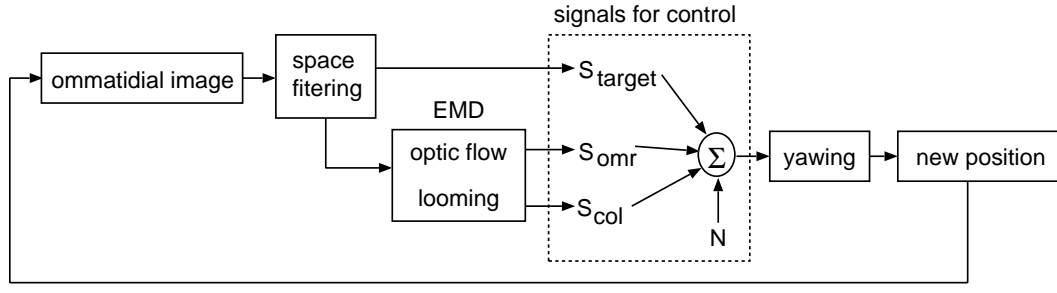 signals for control
ommatidial image
space
fitering
S target
EMD
optic flow
looming
S omr
S col
Σ
N
yawing
new position